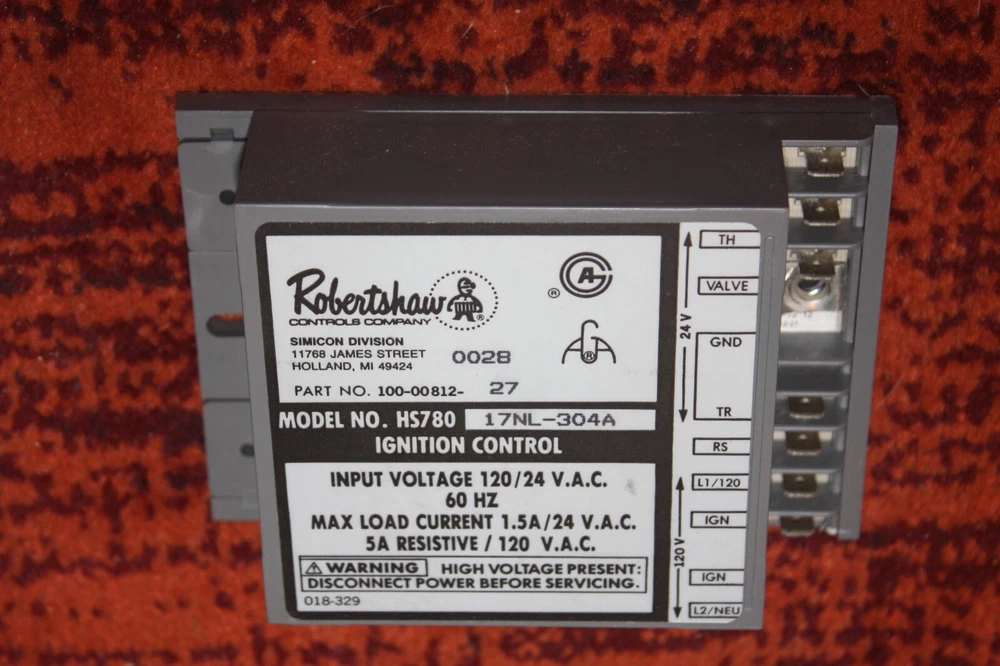 Robertshaw
CONTROLS COMPANY
SIMICON DIVISION
11768 JAMES STREET
HOLLAND, MI 49424
0028
PART NO. 100-00812- 27
MODEL NO. HS780 17NL-304A
IGNITION CONTROL
INPUT VOLTAGE 120/24 V.A.C.
60 HZ
MAX LOAD CURRENT 1.5A/24 V.A.C.
5A RESISTIVE / 120 V.A.C.
⚠ WARNING HIGH VOLTAGE PRESENT:
DISCONNECT POWER BEFORE SERVICING.
018-329
24 V
TH
VALVE
GND
TR
RS
120 V
L1/120
IGN
IGN
L2/NEU